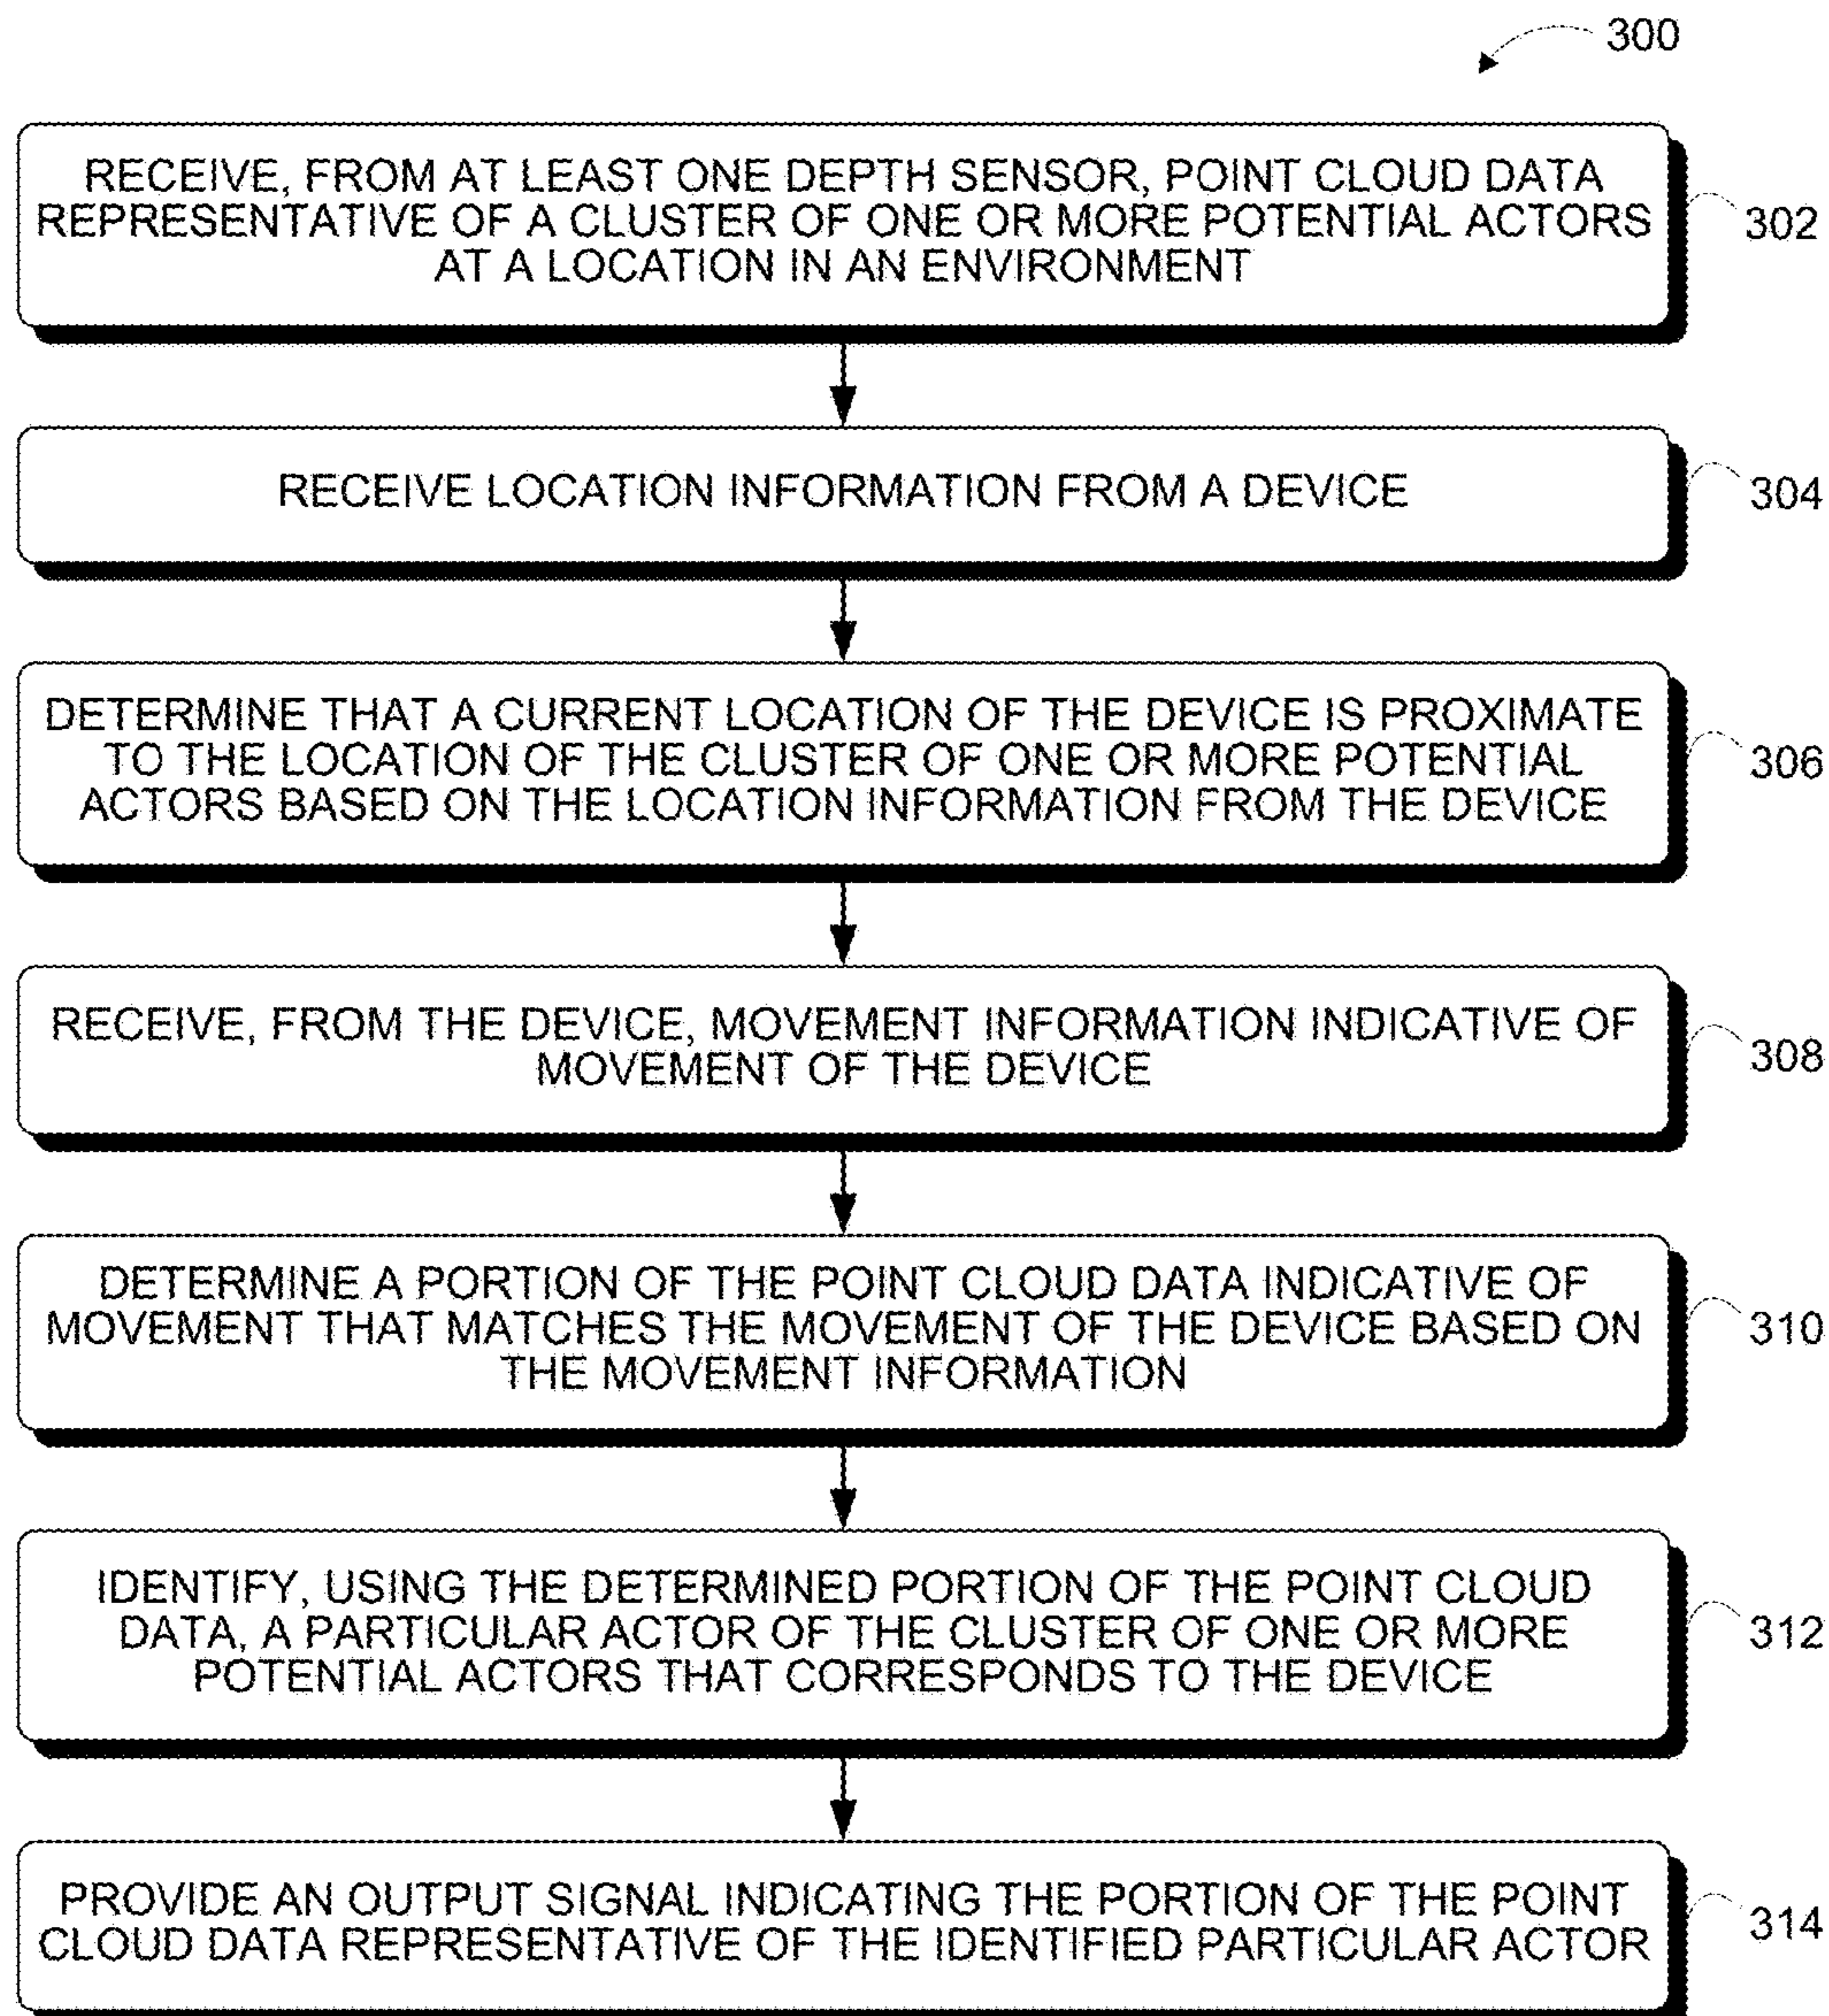 300
RECEIVE, FROM AT LEAST ONE DEPTH SENSOR, POINT CLOUD DATA
REPRESENTATIVE OF A CLUSTER OF ONE OR MORE POTENTIAL ACTORS
AT A LOCATION IN AN ENVIRONMENT
302
RECEIVE LOCATION INFORMATION FROM A DEVICE
304
DETERMINE THAT A CURRENT LOCATION OF THE DEVICE IS PROXIMATE
TO THE LOCATION OF THE CLUSTER OF ONE OR MORE POTENTIAL
ACTORS BASED ON THE LOCATION INFORMATION FROM THE DEVICE
306
RECEIVE, FROM THE DEVICE, MOVEMENT INFORMATION INDICATIVE OF
MOVEMENT OF THE DEVICE
308
DETERMINE A PORTION OF THE POINT CLOUD DATA INDICATIVE OF
MOVEMENT THAT MATCHES THE MOVEMENT OF THE DEVICE BASED ON
THE MOVEMENT INFORMATION
310
IDENTIFY, USING THE DETERMINED PORTION OF THE POINT CLOUD
DATA, A PARTICULAR ACTOR OF THE CLUSTER OF ONE OR MORE
POTENTIAL ACTORS THAT CORRESPONDS TO THE DEVICE
312
PROVIDE AN OUTPUT SIGNAL INDICATING THE PORTION OF THE POINT
CLOUD DATA REPRESENTATIVE OF THE IDENTIFIED PARTICULAR ACTOR
314